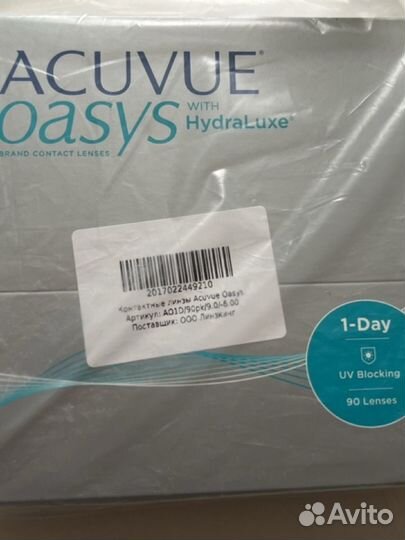 ACUVUE®
oasys WITH HydraLuxe®
BRAND CONTACT LENSES
2017022449210
Контактные линзы Acuvue Oasys
Артикул: AO1D/90pk/9.0/-6.00
Поставщик: ООО Линзкинг
1-Day
UV Blocking
90 Lenses
Avito